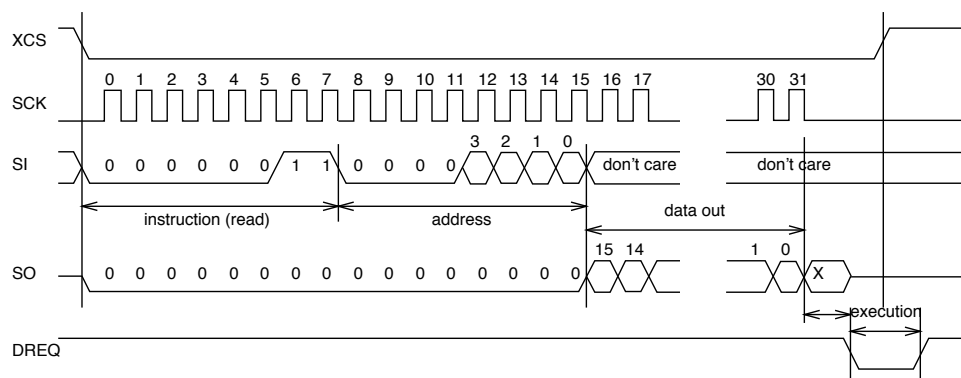 XCS
0 1 2 3 4 5 6 7 8 9 10 11 12 13 14 15 16 17 30 31
SCK
3 2 1 0
SI 0 0 0 0 0 0 1 1 0 0 0 0 don't care don't care
instruction (read) address data out
15 14 1 0
SO 0 0 0 0 0 0 0 0 0 0 0 0 0 0 0 0 X
execution
DREQ